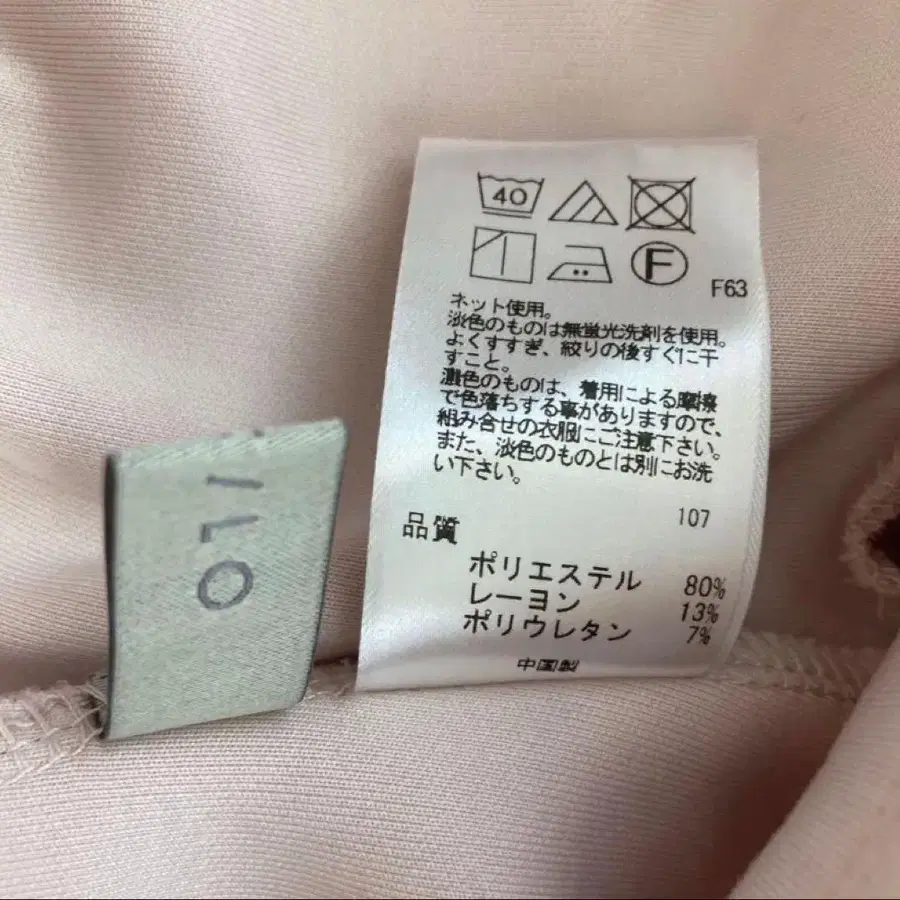 40
F
F63
ネット使用。
淡色のものは無蛍光洗剤を使用。
よくすすぎ、絞りの後すぐに干
すこと。
濃色のものは、着用による摩擦
で色落ちする事がありますので、
組み合せの衣服にご注意下さい。
また、淡色のものとは別にお洗
い下さい。
107
品質
ポリエステル 80%
レーヨン 13%
ポリウレタン 7%
中国製